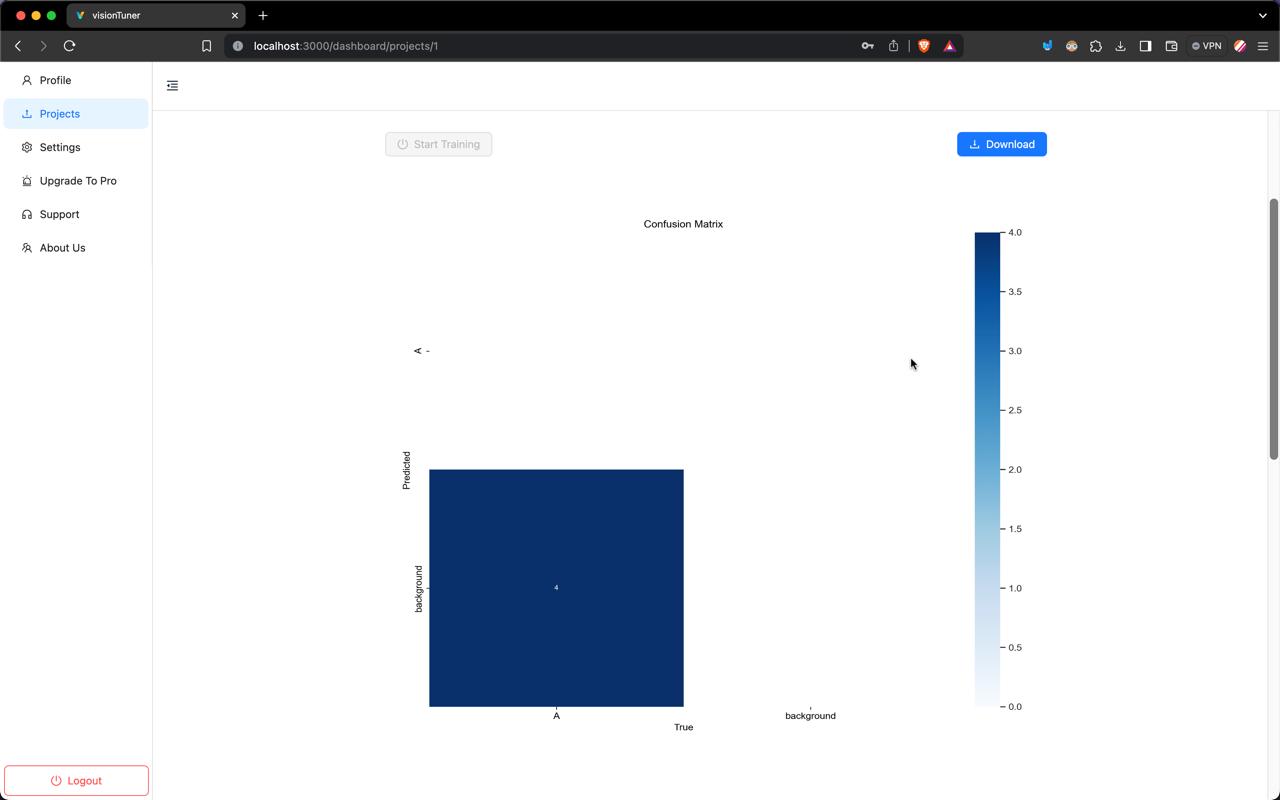 visionTuner
localhost:3000/dashboard/projects/1
VPN
Profile
Projects
Settings
Upgrade To Pro
Support
About Us
Logout
Start Training
Download
Confusion Matrix
A
Predicted
background
4
A
background
True
4.0
3.5
3.0
2.5
2.0
1.5
1.0
0.5
0.0